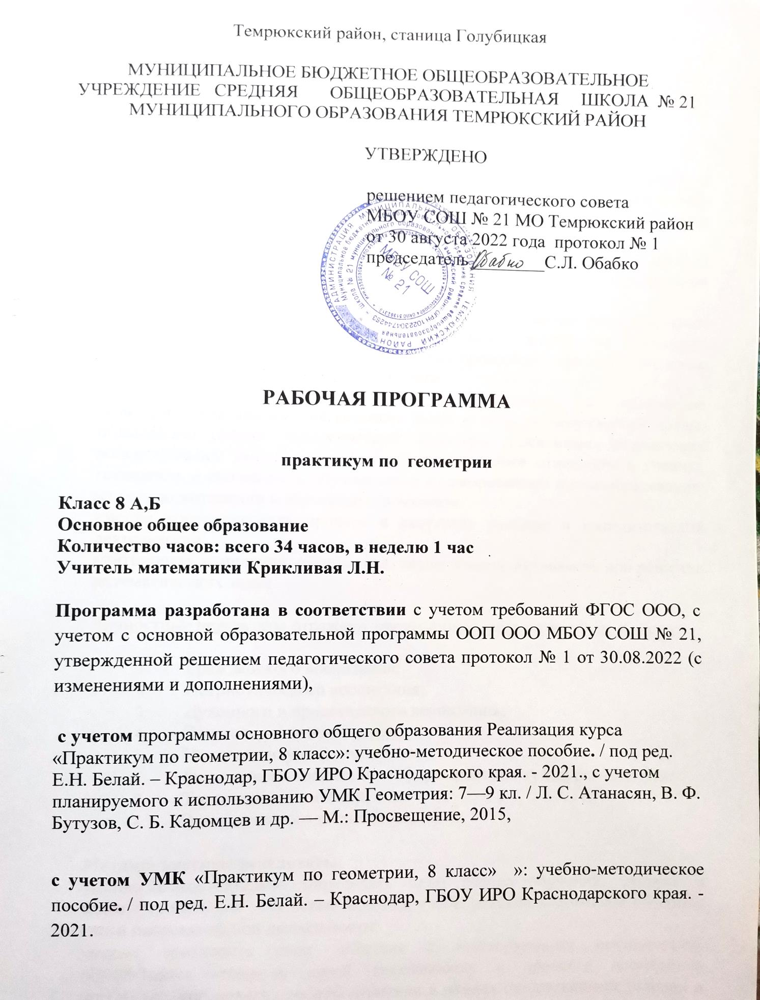 Темрюкский район, станица Голубицкая
МУНИЦИПАЛЬНОЕ БЮДЖЕТНОЕ ОБЩЕОБРАЗОВАТЕЛЬНОЕ
УЧРЕЖДЕНИЕ СРЕДНЯЯ ОБЩЕОБРАЗОВАТЕЛЬНАЯ ШКОЛА № 21
МУНИЦИПАЛЬНОГО ОБРАЗОВАНИЯ ТЕМРЮКСКИЙ РАЙОН
УТВЕРЖДЕНО
решением педагогического совета
МБОУ СОШ № 21 МО Темрюкский район
от 30 августа 2022 года протокол № 1
председатель Обабко С.Л. Обабко
МБОУ СОШ
№ 21
РАБОЧАЯ ПРОГРАММА
практикум по геометрии
Класс 8 А,Б
Основное общее образование
Количество часов: всего 34 часов, в неделю 1 час
Учитель математики Крикливая Л.Н.
Программа разработана в соответствии с учетом требований ФГОС ООО, с
учетом с основной образовательной программы ООП ООО МБОУ СОШ № 21,
утвержденной решением педагогического совета протокол № 1 от 30.08.2022 (с
изменениями и дополнениями),
с учетом программы основного общего образования Реализация курса
«Практикум по геометрии, 8 класс»: учебно-методическое пособие. / под ред.
Е.Н. Белай. – Краснодар, ГБОУ ИРО Краснодарского края. - 2021., с учетом
планируемого к использованию УМК Геометрия: 7—9 кл. / Л. С. Атанасян, В. Ф.
Бутузов, С. Б. Кадомцев и др. — М.: Просвещение, 2015,
с учетом УМК «Практикум по геометрии, 8 класс» »: учебно-методическое
пособие. / под ред. Е.Н. Белай. – Краснодар, ГБОУ ИРО Краснодарского края. -
2021.